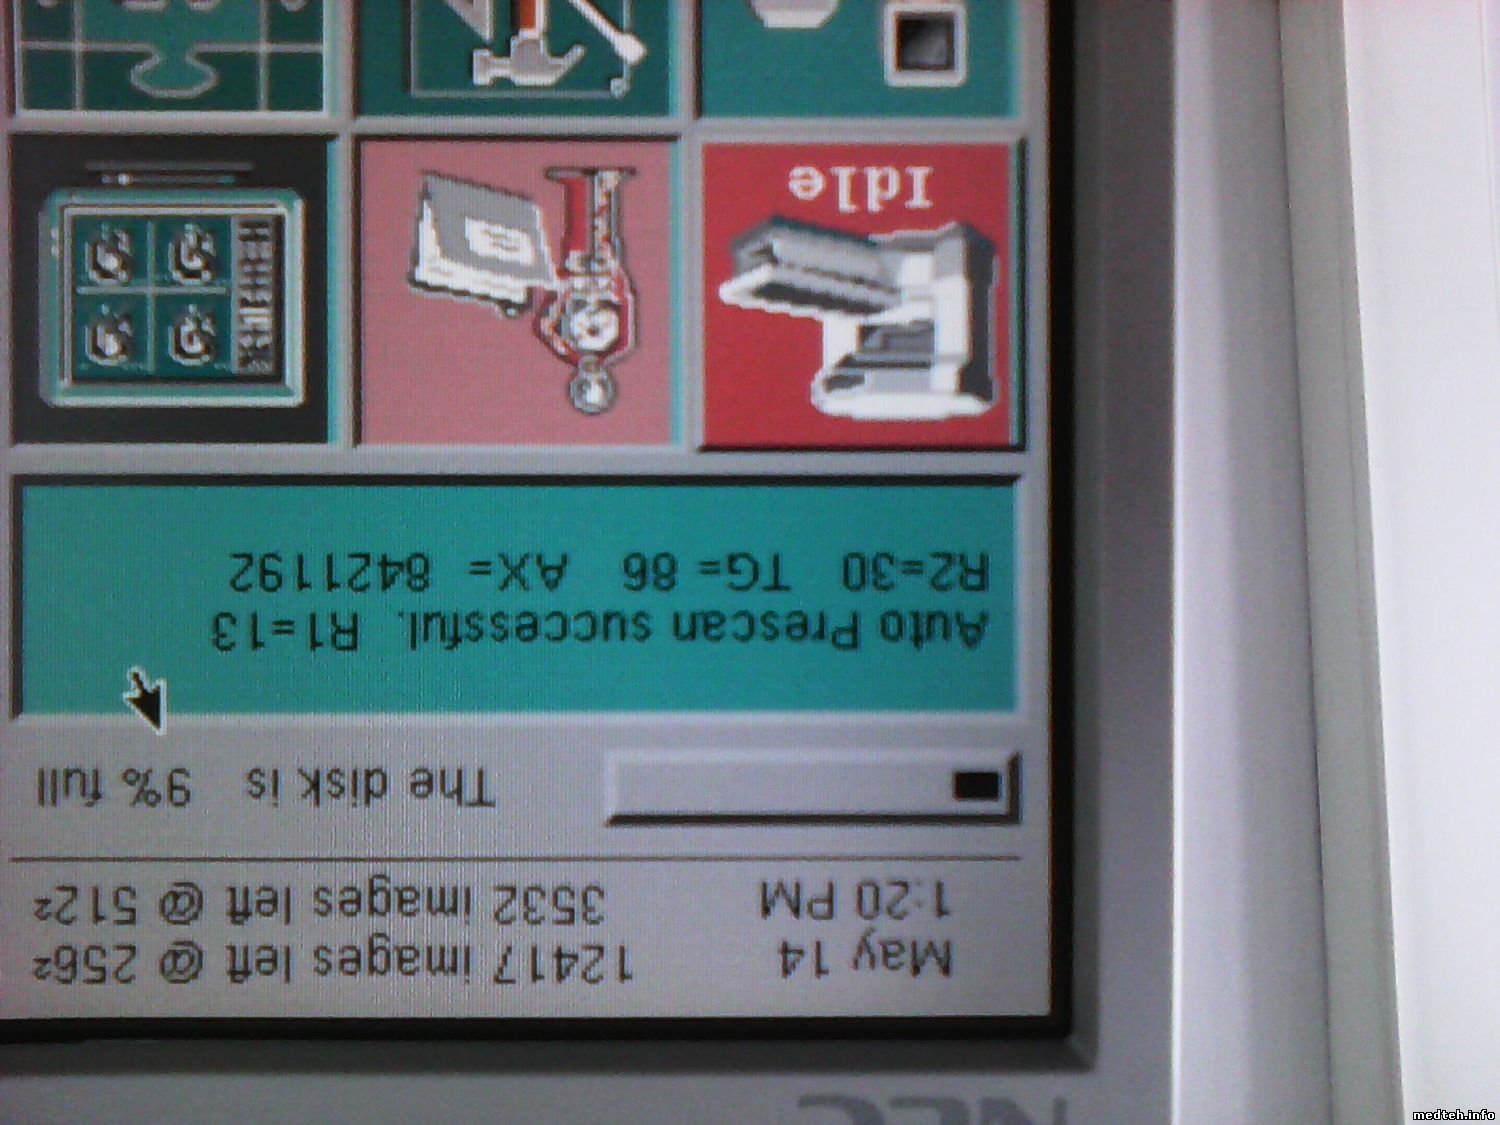 NEC
May 14 12417 images left @ 256²
1:20 PM 3532 images left @ 512²
The disk is 9% full
Auto Prescan successful. R1=13
R2=30 TG=86 AX= 8421192
Idle
medteh.info